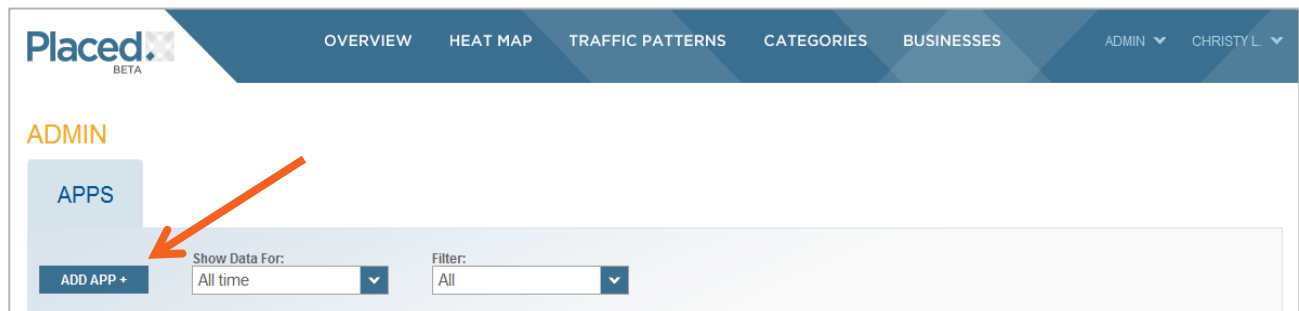 Placed.
BETA
OVERVIEW HEAT MAP TRAFFIC PATTERNS CATEGORIES BUSINESSES ADMIN CHRISTY L.
ADMIN
APPS
Show Data For: Filter:
ADD APP + All time All